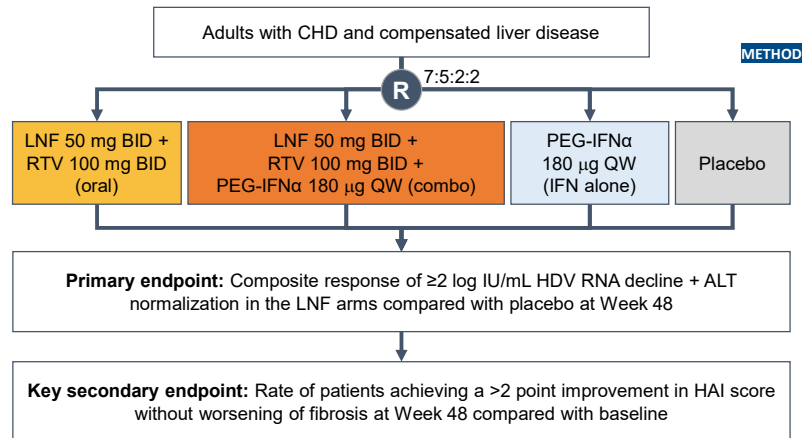 Adults with CHD and compensated liver disease
METHOD
R
7:5:2:2
LNF 50 mg BID +
RTV 100 mg BID
(oral)
LNF 50 mg BID +
RTV 100 mg BID +
PEG-IFNα 180 μg QW (combo)
PEG-IFNα
180 μg QW
(IFN alone)
Placebo
Primary endpoint: Composite response of ≥2 log IU/mL HDV RNA decline + ALT
normalization in the LNF arms compared with placebo at Week 48
Key secondary endpoint: Rate of patients achieving a >2 point improvement in HAI score
without worsening of fibrosis at Week 48 compared with baseline